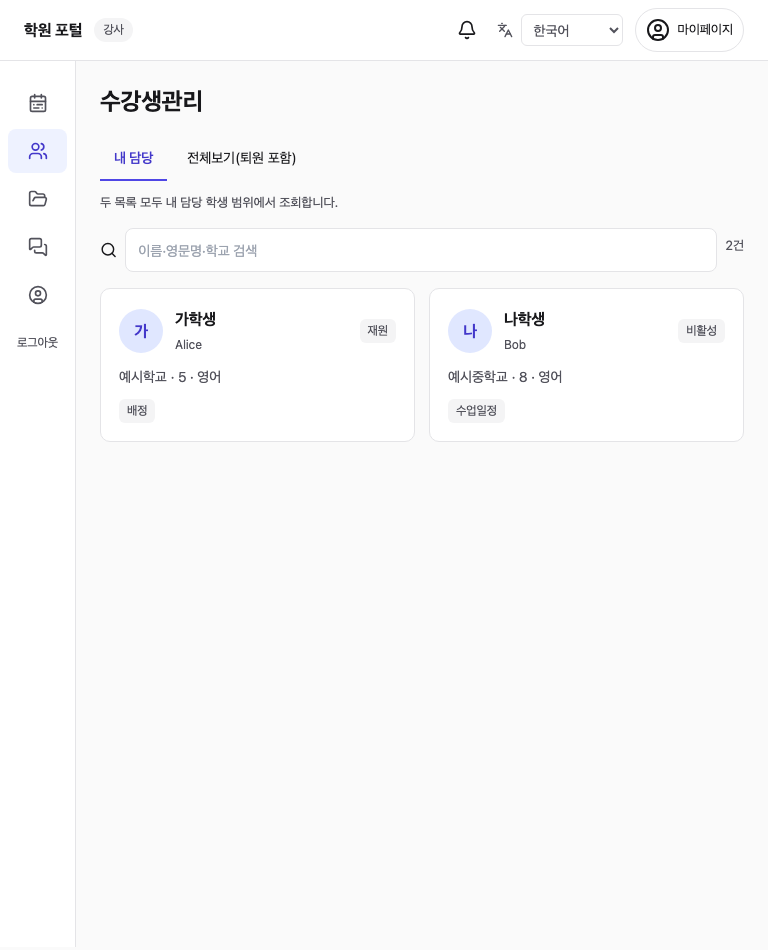 학원 포털 강사 한국어 마이페이지
수강생관리
내 담당 전체보기(퇴원 포함)
두 목록 모두 내 담당 학생 범위에서 조회합니다.
이름·영문명·학교 검색 2건
가 가학생 재원
Alice
예시학교 · 5 · 영어
배정
나 나학생 비활성
Bob
예시중학교 · 8 · 영어
수업일정
로그아웃